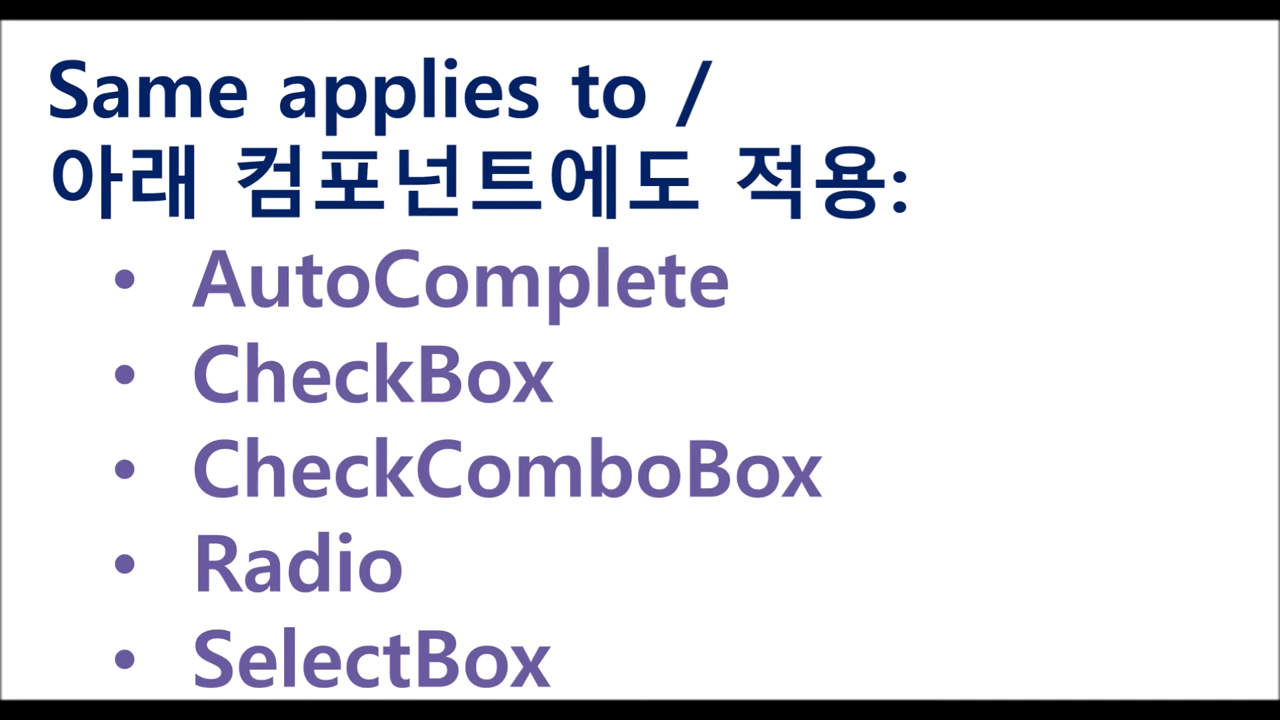 Same applies to /
아래 컴포넌트에도 적용:
• AutoComplete
• CheckBox
• CheckComboBox
• Radio
• SelectBox